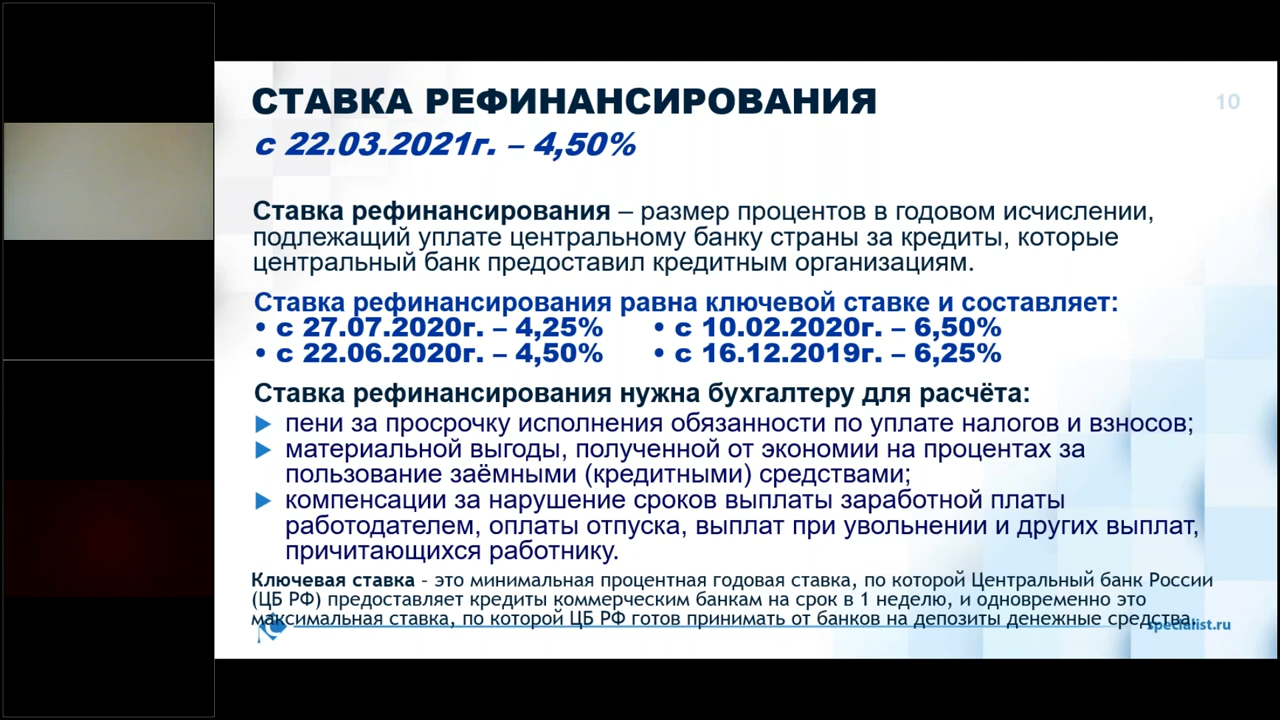 СТАВКА РЕФИНАНСИРОВАНИЯ
10
с 22.03.2021г. – 4,50%
Ставка рефинансирования – размер процентов в годовом исчислении,
подлежащий уплате центральному банку страны за кредиты, которые
центральный банк предоставил кредитным организациям.
Ставка рефинансирования равна ключевой ставке и составляет:
• с 27.07.2020г. – 4,25% • с 10.02.2020г. – 6,50%
• с 22.06.2020г. – 4,50% • с 16.12.2019г. – 6,25%
Ставка рефинансирования нужна бухгалтеру для расчёта:
пени за просрочку исполнения обязанности по уплате налогов и взносов;
материальной выгоды, полученной от экономии на процентах за
пользование заёмными (кредитными) средствами;
компенсации за нарушение сроков выплаты заработной платы
работодателем, оплаты отпуска, выплат при увольнении и других выплат,
причитающихся работнику.
Ключевая ставка - это минимальная процентная годовая ставка, по которой Центральный банк России
(ЦБ РФ) предоставляет кредиты коммерческим банкам на срок в 1 неделю, и одновременно это
максимальная ставка, по которой ЦБ РФ готов принимать от банков на депозиты денежные средства.
specialist.ru